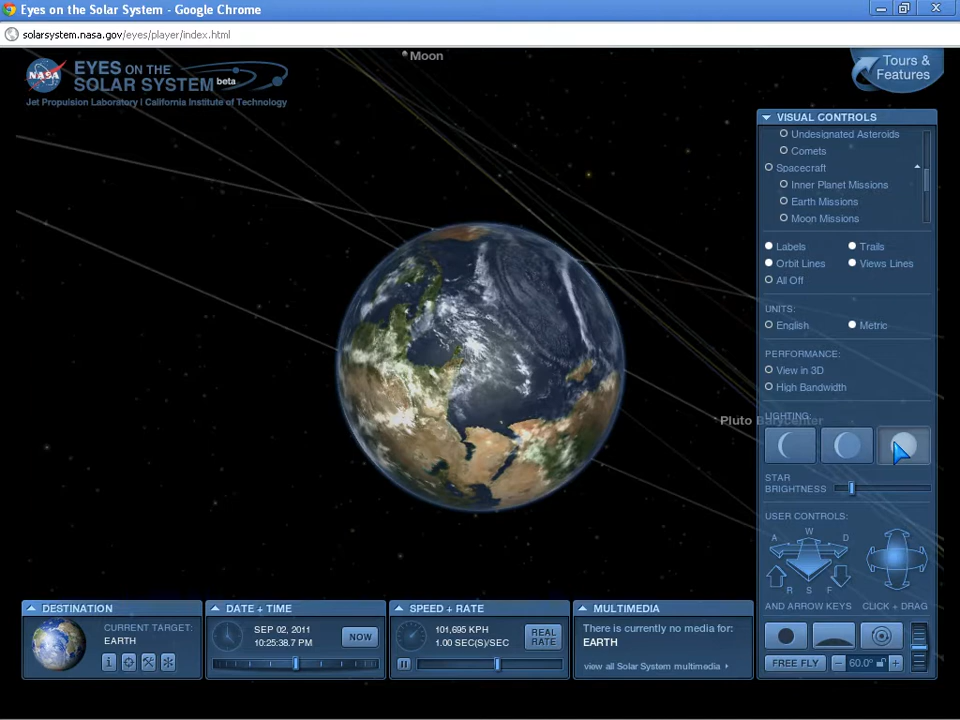 Eyes on the Solar System - Google Chrome
solarsystem.nasa.gov/eyes/player/index.html
Moon
NASA
EYES ON THE
SOLAR SYSTEM beta
Jet Propulsion Laboratory | California Institute of Technology
Tours &
Features
VISUAL CONTROLS
Undesignated Asteroids
Comets
Spacecraft
Inner Planet Missions
Earth Missions
Moon Missions
Labels Trails
Orbit Lines Views Lines
All Off
UNITS:
English Metric
PERFORMANCE:
View in 3D
High Bandwidth
LIGHTING:
Pluto Barycenter
STAR
BRIGHTNESS
USER CONTROLS:
W
A D
R S F
AND ARROW KEYS CLICK + DRAG
FREE FLY - 60.0° +
DESTINATION
CURRENT TARGET:
EARTH
DATE + TIME
SEP 02, 2011
10:25:38.7 PM
NOW
SPEED + RATE
101,695 KPH
1.00 SEC(S)/SEC
REAL
RATE
MULTIMEDIA
There is currently no media for:
EARTH
view all Solar System multimedia